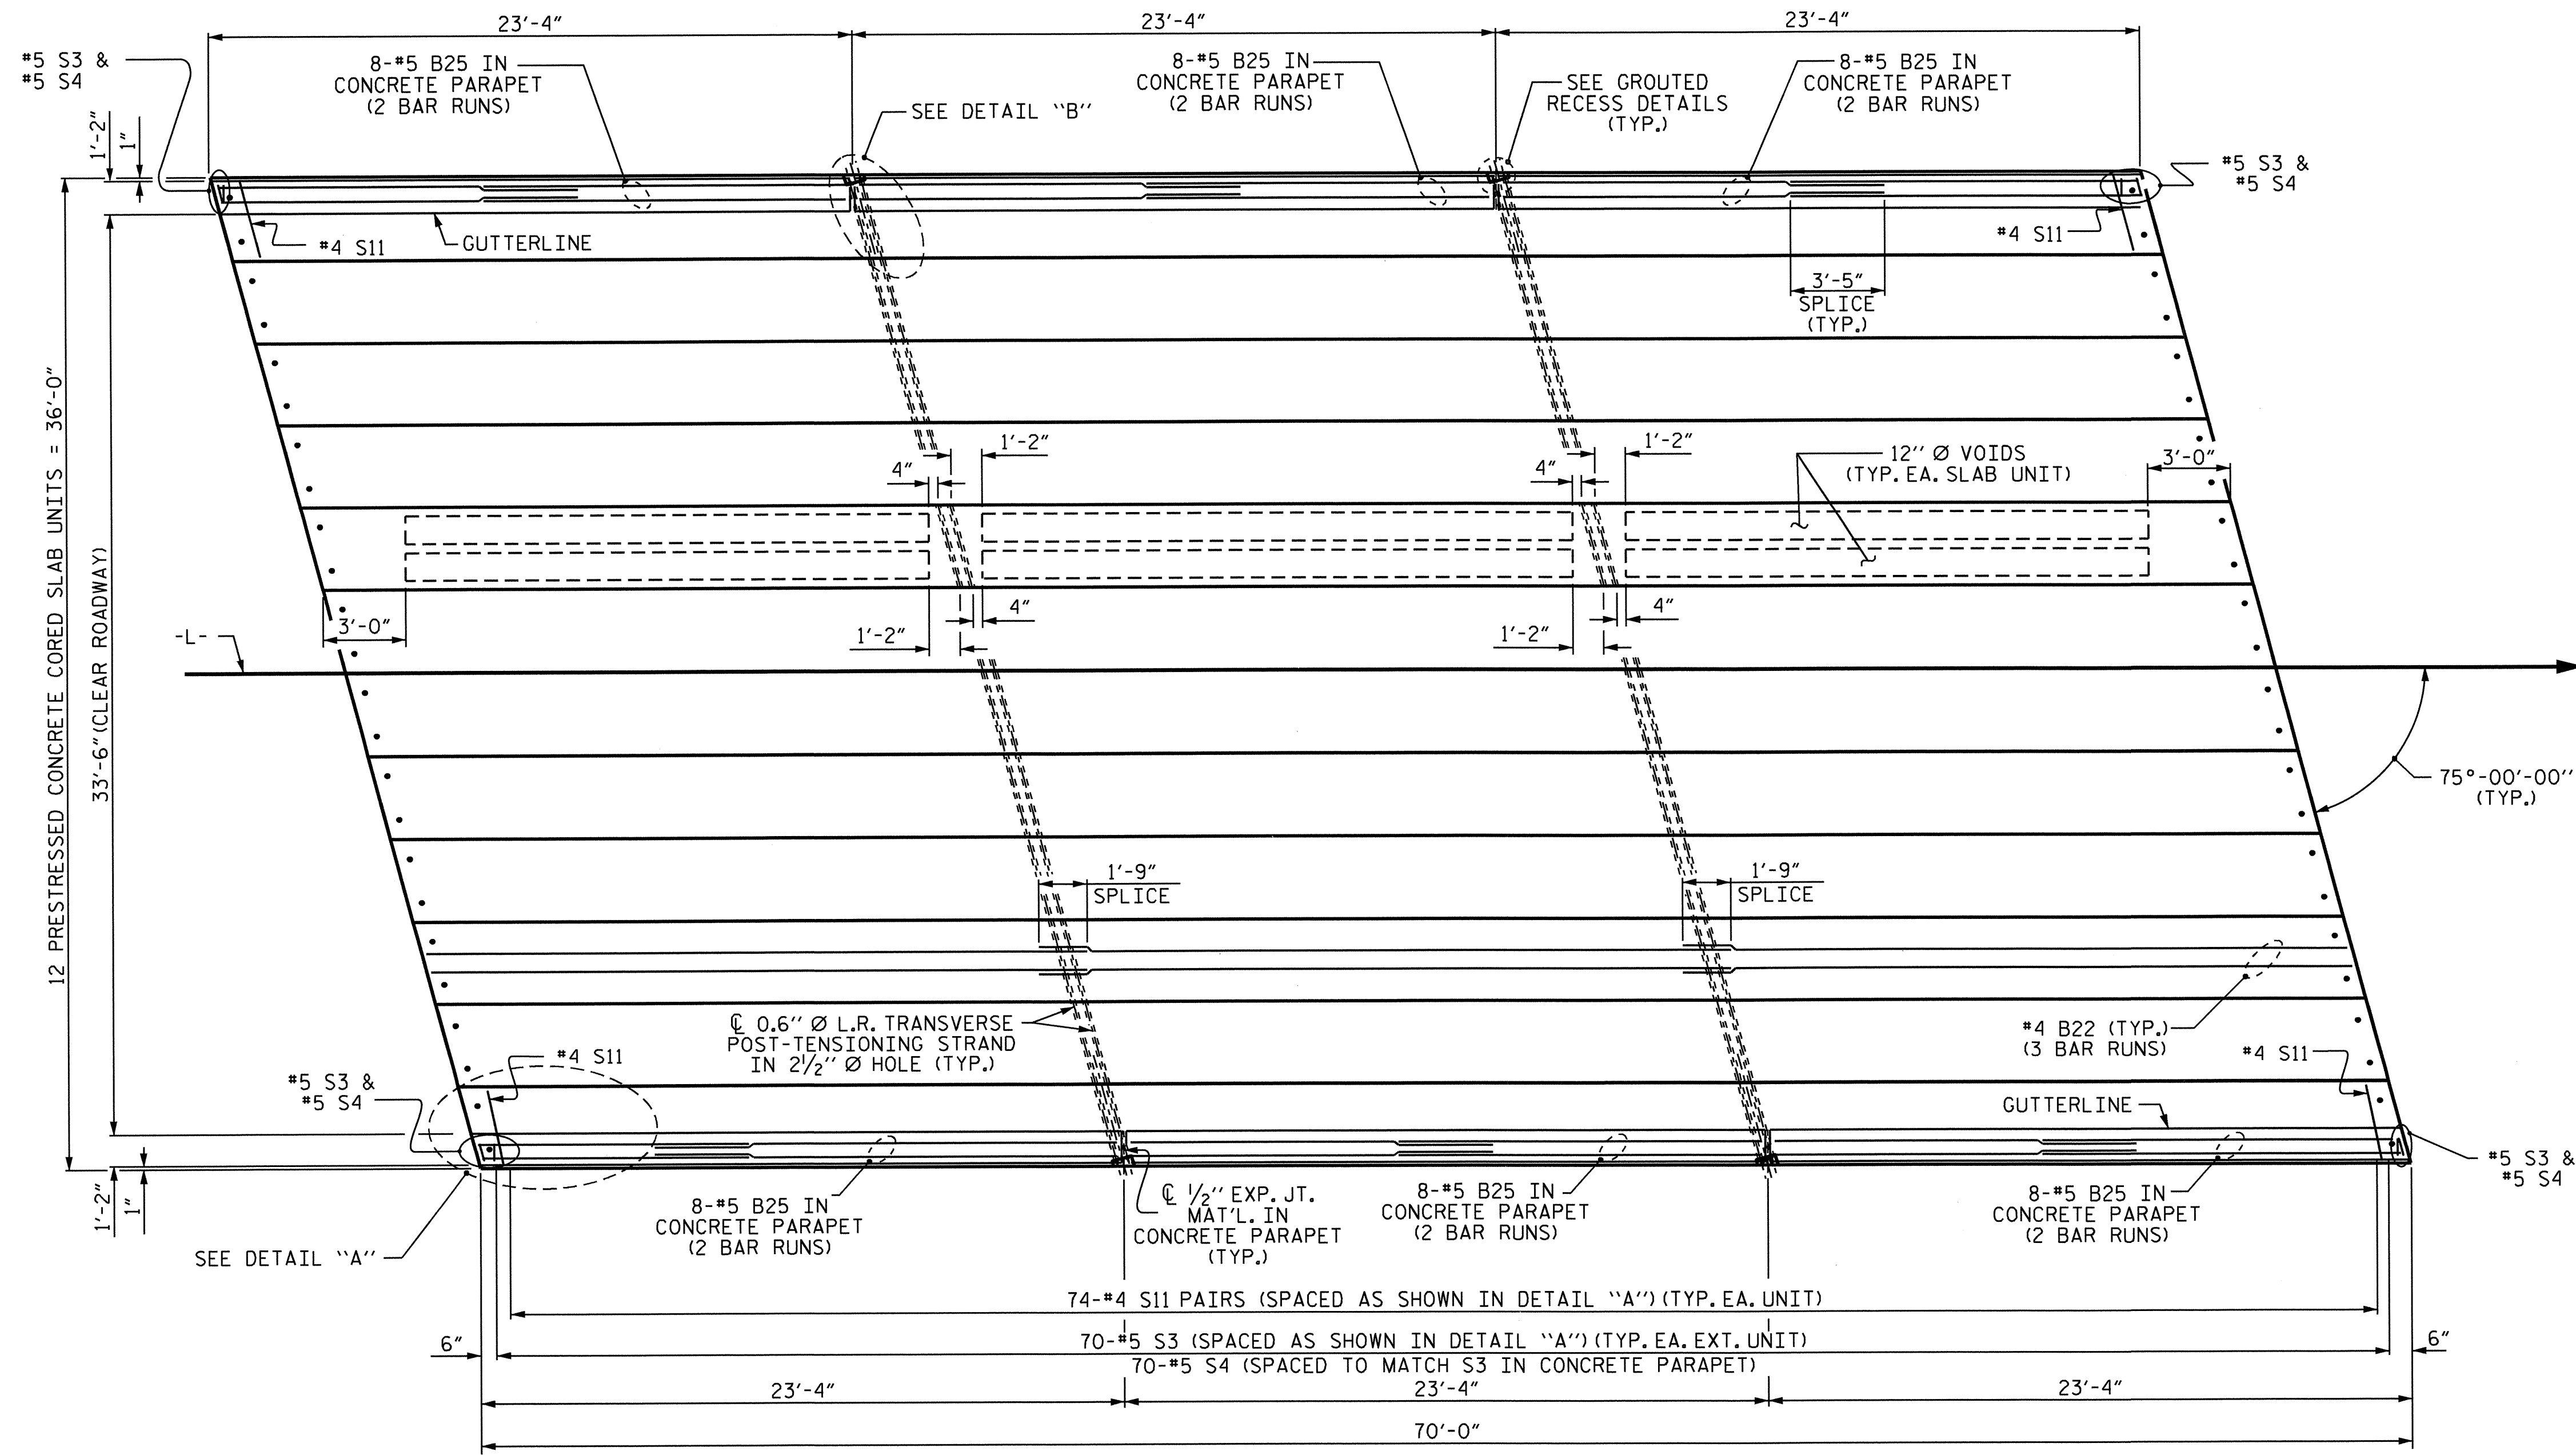 23'-4"
23'-4"
23'-4"
#5 S3 &
#5 S4
8-#5 B25 IN
CONCRETE PARAPET
(2 BAR RUNS)
SEE DETAIL "B"
8-#5 B25 IN
CONCRETE PARAPET
(2 BAR RUNS)
SEE GROUTED
RECESS DETAILS
(TYP.)
8-#5 B25 IN
CONCRETE PARAPET
(2 BAR RUNS)
#5 S3 &
#5 S4
1'-2"
1"
#4 S11
GUTTERLINE
#4 S11
3'-5"
SPLICE
(TYP.)
12 PRESTRESSED CONCRETE CORED SLAB UNITS = 36'-0"
33'-6" (CLEAR ROADWAY)
1'-2"
4"
1'-2"
4"
12" Ø VOIDS
(TYP. EA. SLAB UNIT)
3'-0"
3'-0"
4"
1'-2"
4"
1'-2"
-L-
75°-00'-00"
(TYP.)
1'-9"
SPLICE
1'-9"
SPLICE
℄ 0.6" Ø L.R. TRANSVERSE
POST-TENSIONING STRAND
IN 2½" Ø HOLE (TYP.)
#4 B22 (TYP.)
(3 BAR RUNS)
#4 S11
#4 S11
#5 S3 &
#5 S4
GUTTERLINE
#5 S3 &
#5 S4
1'-2"
1"
SEE DETAIL "A"
8-#5 B25 IN
CONCRETE PARAPET
(2 BAR RUNS)
℄ ½" EXP. JT.
MAT'L. IN
CONCRETE PARAPET
(TYP.)
8-#5 B25 IN
CONCRETE PARAPET
(2 BAR RUNS)
8-#5 B25 IN
CONCRETE PARAPET
(2 BAR RUNS)
74-#4 S11 PAIRS (SPACED AS SHOWN IN DETAIL "A") (TYP. EA. UNIT)
6"
70-#5 S3 (SPACED AS SHOWN IN DETAIL "A") (TYP. EA. EXT. UNIT)
6"
70-#5 S4 (SPACED TO MATCH S3 IN CONCRETE PARAPET)
23'-4"
23'-4"
23'-4"
70'-0"